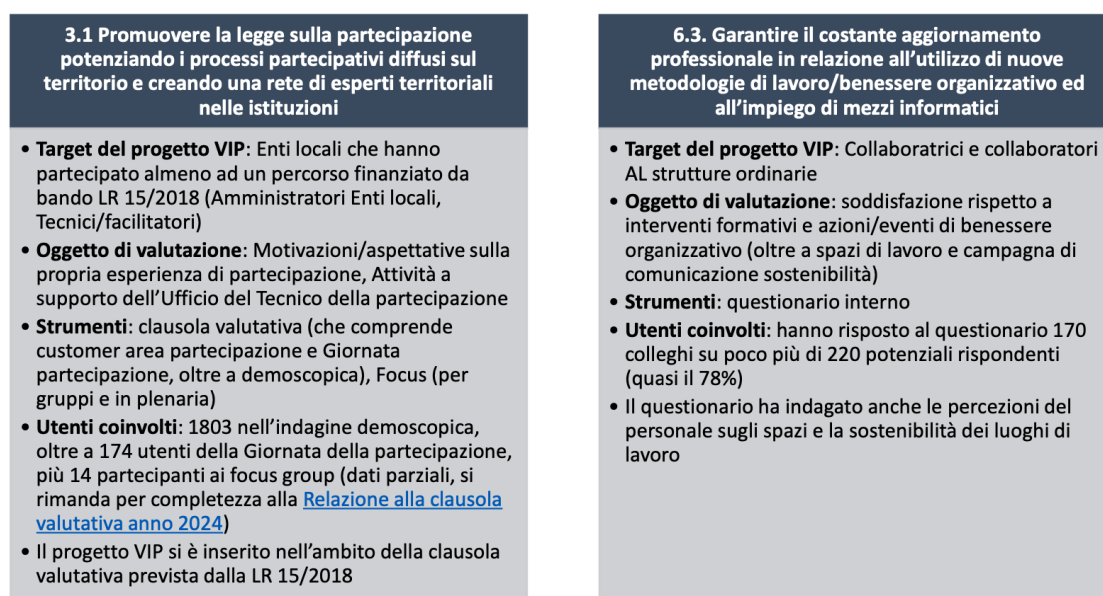 3.1 Promuovere la legge sulla partecipazione
potenziando i processi partecipativi diffusi sul
territorio e creando una rete di esperti territoriali
nelle istituzioni
• Target del progetto VIP: Enti locali che hanno
partecipato almeno ad un percorso finanziato da
bando LR 15/2018 (Amministratori Enti locali,
Tecnici/facilitatori)
• Oggetto di valutazione: Motivazioni/aspettative sulla
propria esperienza di partecipazione, Attività a
supporto dell’Ufficio del Tecnico della partecipazione
• Strumenti: clausola valutativa (che comprende
customer area partecipazione e Giornata
partecipazione, oltre a demoscopica), Focus (per
gruppi e in plenaria)
• Utenti coinvolti: 1803 nell’indagine demoscopica,
oltre a 174 utenti della Giornata della partecipazione,
più 14 partecipanti ai focus group (dati parziali, si
rimanda per completezza alla Relazione alla clausola
valutativa anno 2024)
• Il progetto VIP si è inserito nell’ambito della clausola
valutativa prevista dalla LR 15/2018
6.3. Garantire il costante aggiornamento
professionale in relazione all’utilizzo di nuove
metodologie di lavoro/benessere organizzativo ed
all’impiego di mezzi informatici
• Target del progetto VIP: Collaboratrici e collaboratori
AL strutture ordinarie
• Oggetto di valutazione: soddisfazione rispetto a
interventi formativi e azioni/eventi di benessere
organizzativo (oltre a spazi di lavoro e campagna di
comunicazione sostenibilità)
• Strumenti: questionario interno
• Utenti coinvolti: hanno risposto al questionario 170
colleghi su poco più di 220 potenziali rispondenti
(quasi il 78%)
• Il questionario ha indagato anche le percezioni del
personale sugli spazi e la sostenibilità dei luoghi di
lavoro